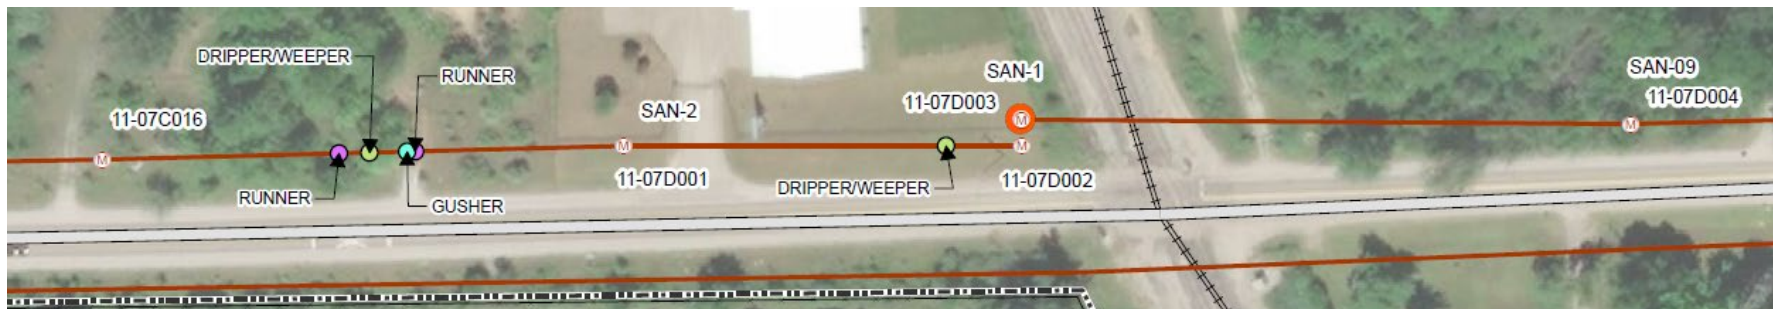 DRIPPER/WEEPER
RUNNER
SAN-1
SAN-09
11-07C016
SAN-2
11-07D003
11-07D004
M
M
M
M
M
RUNNER
GUSHER
11-07D001
DRIPPER/WEEPER
11-07D002